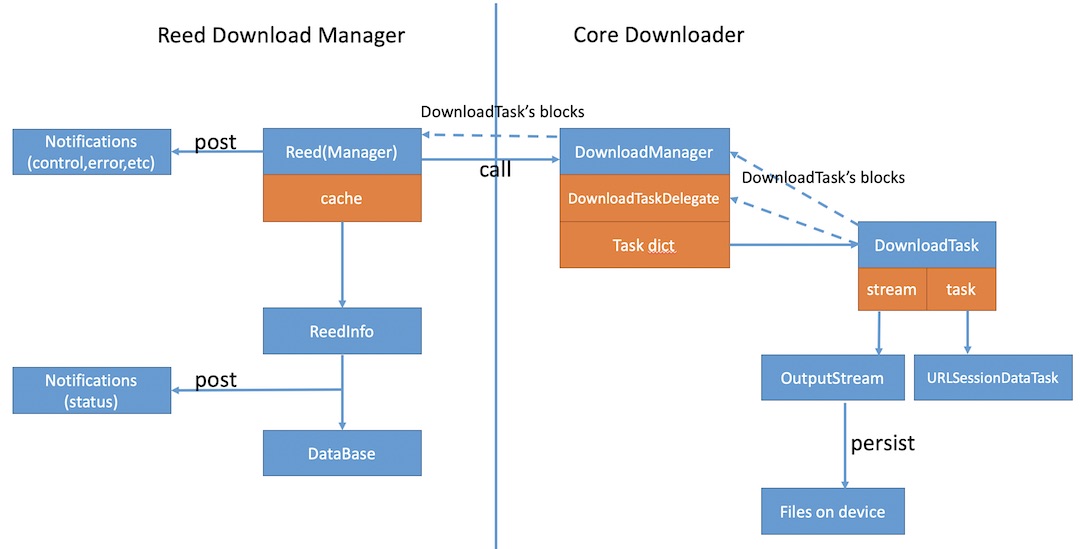 Reed Download Manager
Core Downloader
DownloadTask's blocks
Notifications
(control,error,etc)
post
Reed(Manager)
call
DownloadManager
cache
DownloadTaskDelegate
DownloadTask's blocks
Task dict
DownloadTask
stream
task
ReedInfo
Notifications
(status)
post
OutputStream
URLSessionDataTask
DataBase
persist
Files on device